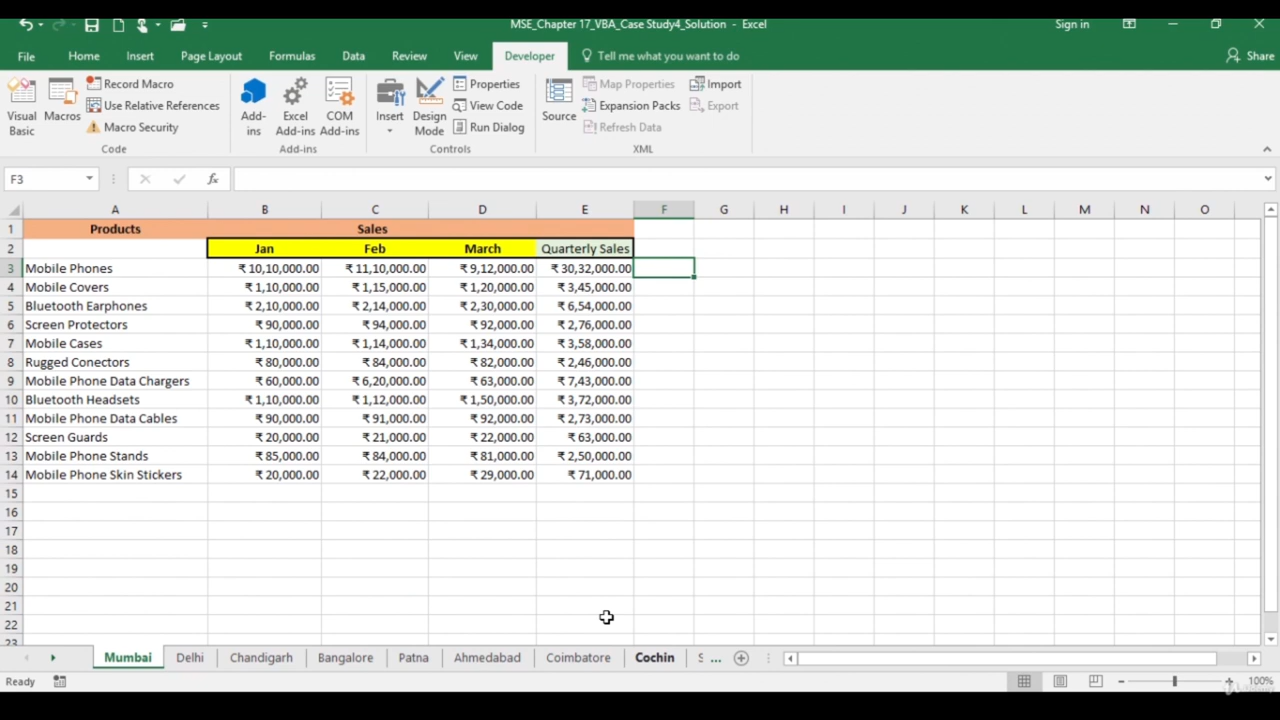 MSE_Chapter 17_VBA_Case Study4_Solution - Excel
Sign in
File Home Insert Page Layout Formulas Data Review View Developer Tell me what you want to do Share
Visual Basic
Macros
Record Macro
Use Relative References
Macro Security
Code
Add-ins
Excel Add-ins
COM Add-ins
Add-ins
Insert
Design Mode
Properties
View Code
Run Dialog
Controls
Source
Map Properties
Expansion Packs
Refresh Data
Import
Export
XML
F3 fx
A B C D E F G H I J K L M N O
1 Products Sales
2 Jan Feb March Quarterly Sales
3 Mobile Phones ₹ 10,10,000.00 ₹ 11,10,000.00 ₹ 9,12,000.00 ₹ 30,32,000.00
4 Mobile Covers ₹ 1,10,000.00 ₹ 1,15,000.00 ₹ 1,20,000.00 ₹ 3,45,000.00
5 Bluetooth Earphones ₹ 2,10,000.00 ₹ 2,14,000.00 ₹ 2,30,000.00 ₹ 6,54,000.00
6 Screen Protectors ₹ 90,000.00 ₹ 94,000.00 ₹ 92,000.00 ₹ 2,76,000.00
7 Mobile Cases ₹ 1,10,000.00 ₹ 1,14,000.00 ₹ 1,34,000.00 ₹ 3,58,000.00
8 Rugged Conectors ₹ 80,000.00 ₹ 84,000.00 ₹ 82,000.00 ₹ 2,46,000.00
9 Mobile Phone Data Chargers ₹ 60,000.00 ₹ 6,20,000.00 ₹ 63,000.00 ₹ 7,43,000.00
10 Bluetooth Headsets ₹ 1,10,000.00 ₹ 1,12,000.00 ₹ 1,50,000.00 ₹ 3,72,000.00
11 Mobile Phone Data Cables ₹ 90,000.00 ₹ 91,000.00 ₹ 92,000.00 ₹ 2,73,000.00
12 Screen Guards ₹ 20,000.00 ₹ 21,000.00 ₹ 22,000.00 ₹ 63,000.00
13 Mobile Phone Stands ₹ 85,000.00 ₹ 84,000.00 ₹ 81,000.00 ₹ 2,50,000.00
14 Mobile Phone Skin Stickers ₹ 20,000.00 ₹ 22,000.00 ₹ 29,000.00 ₹ 71,000.00
15
16
17
18
19
20
21
22
23
Mumbai Delhi Chandigarh Bangalore Patna Ahmedabad Coimbatore Cochin S ...
Ready 100%